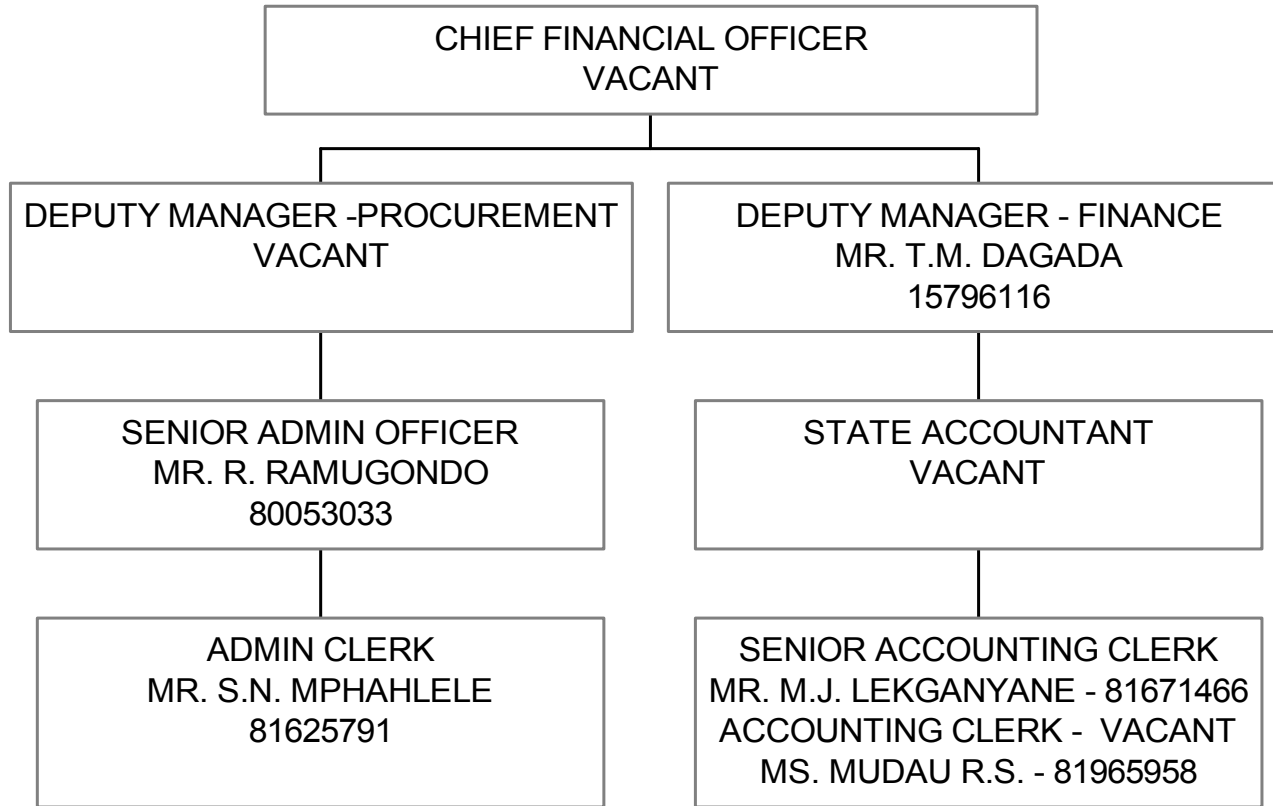 CHIEF FINANCIAL OFFICER
VACANT
DEPUTY MANAGER -PROCUREMENT
VACANT
DEPUTY MANAGER - FINANCE
MR. T.M. DAGADA
15796116
SENIOR ADMIN OFFICER
MR. R. RAMUGONDO
80053033
STATE ACCOUNTANT
VACANT
ADMIN CLERK
MR. S.N. MPHAHLELE
81625791
SENIOR ACCOUNTING CLERK
MR. M.J. LEKGANYANE - 81671466
ACCOUNTING CLERK - VACANT
MS. MUDAU R.S. - 81965958